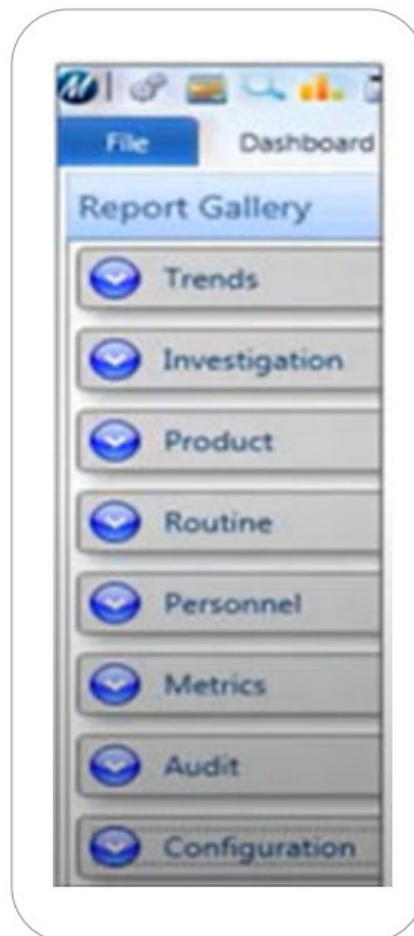 File Dashboard
Report Gallery
Trends
Investigation
Product
Routine
Personnel
Metrics
Audit
Configuration